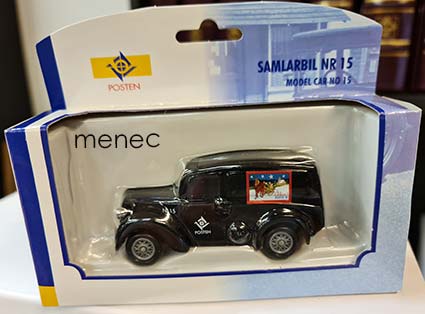 POSTEN
SAMLARBIL NR 15
MODEL CAR NO 15
menec
POSTEN